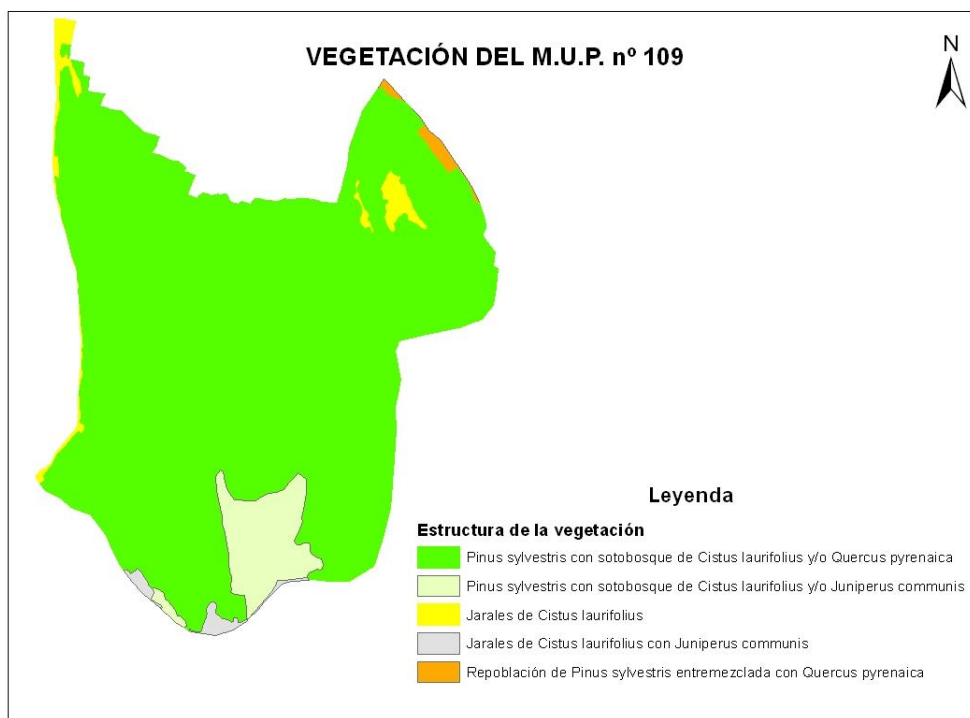 VEGETACIÓN DEL M.U.P. nº 109
N
Leyenda
Estructura de la vegetación
Pinus sylvestris con sotobosque de Cistus laurifolius y/o Quercus pyrenaica
Pinus sylvestris con sotobosque de Cistus laurifolius y/o Juniperus communis
Jarales de Cistus laurifolius
Jarales de Cistus laurifolius con Juniperus communis
Repoblación de Pinus sylvestris entremezclada con Quercus pyrenaica